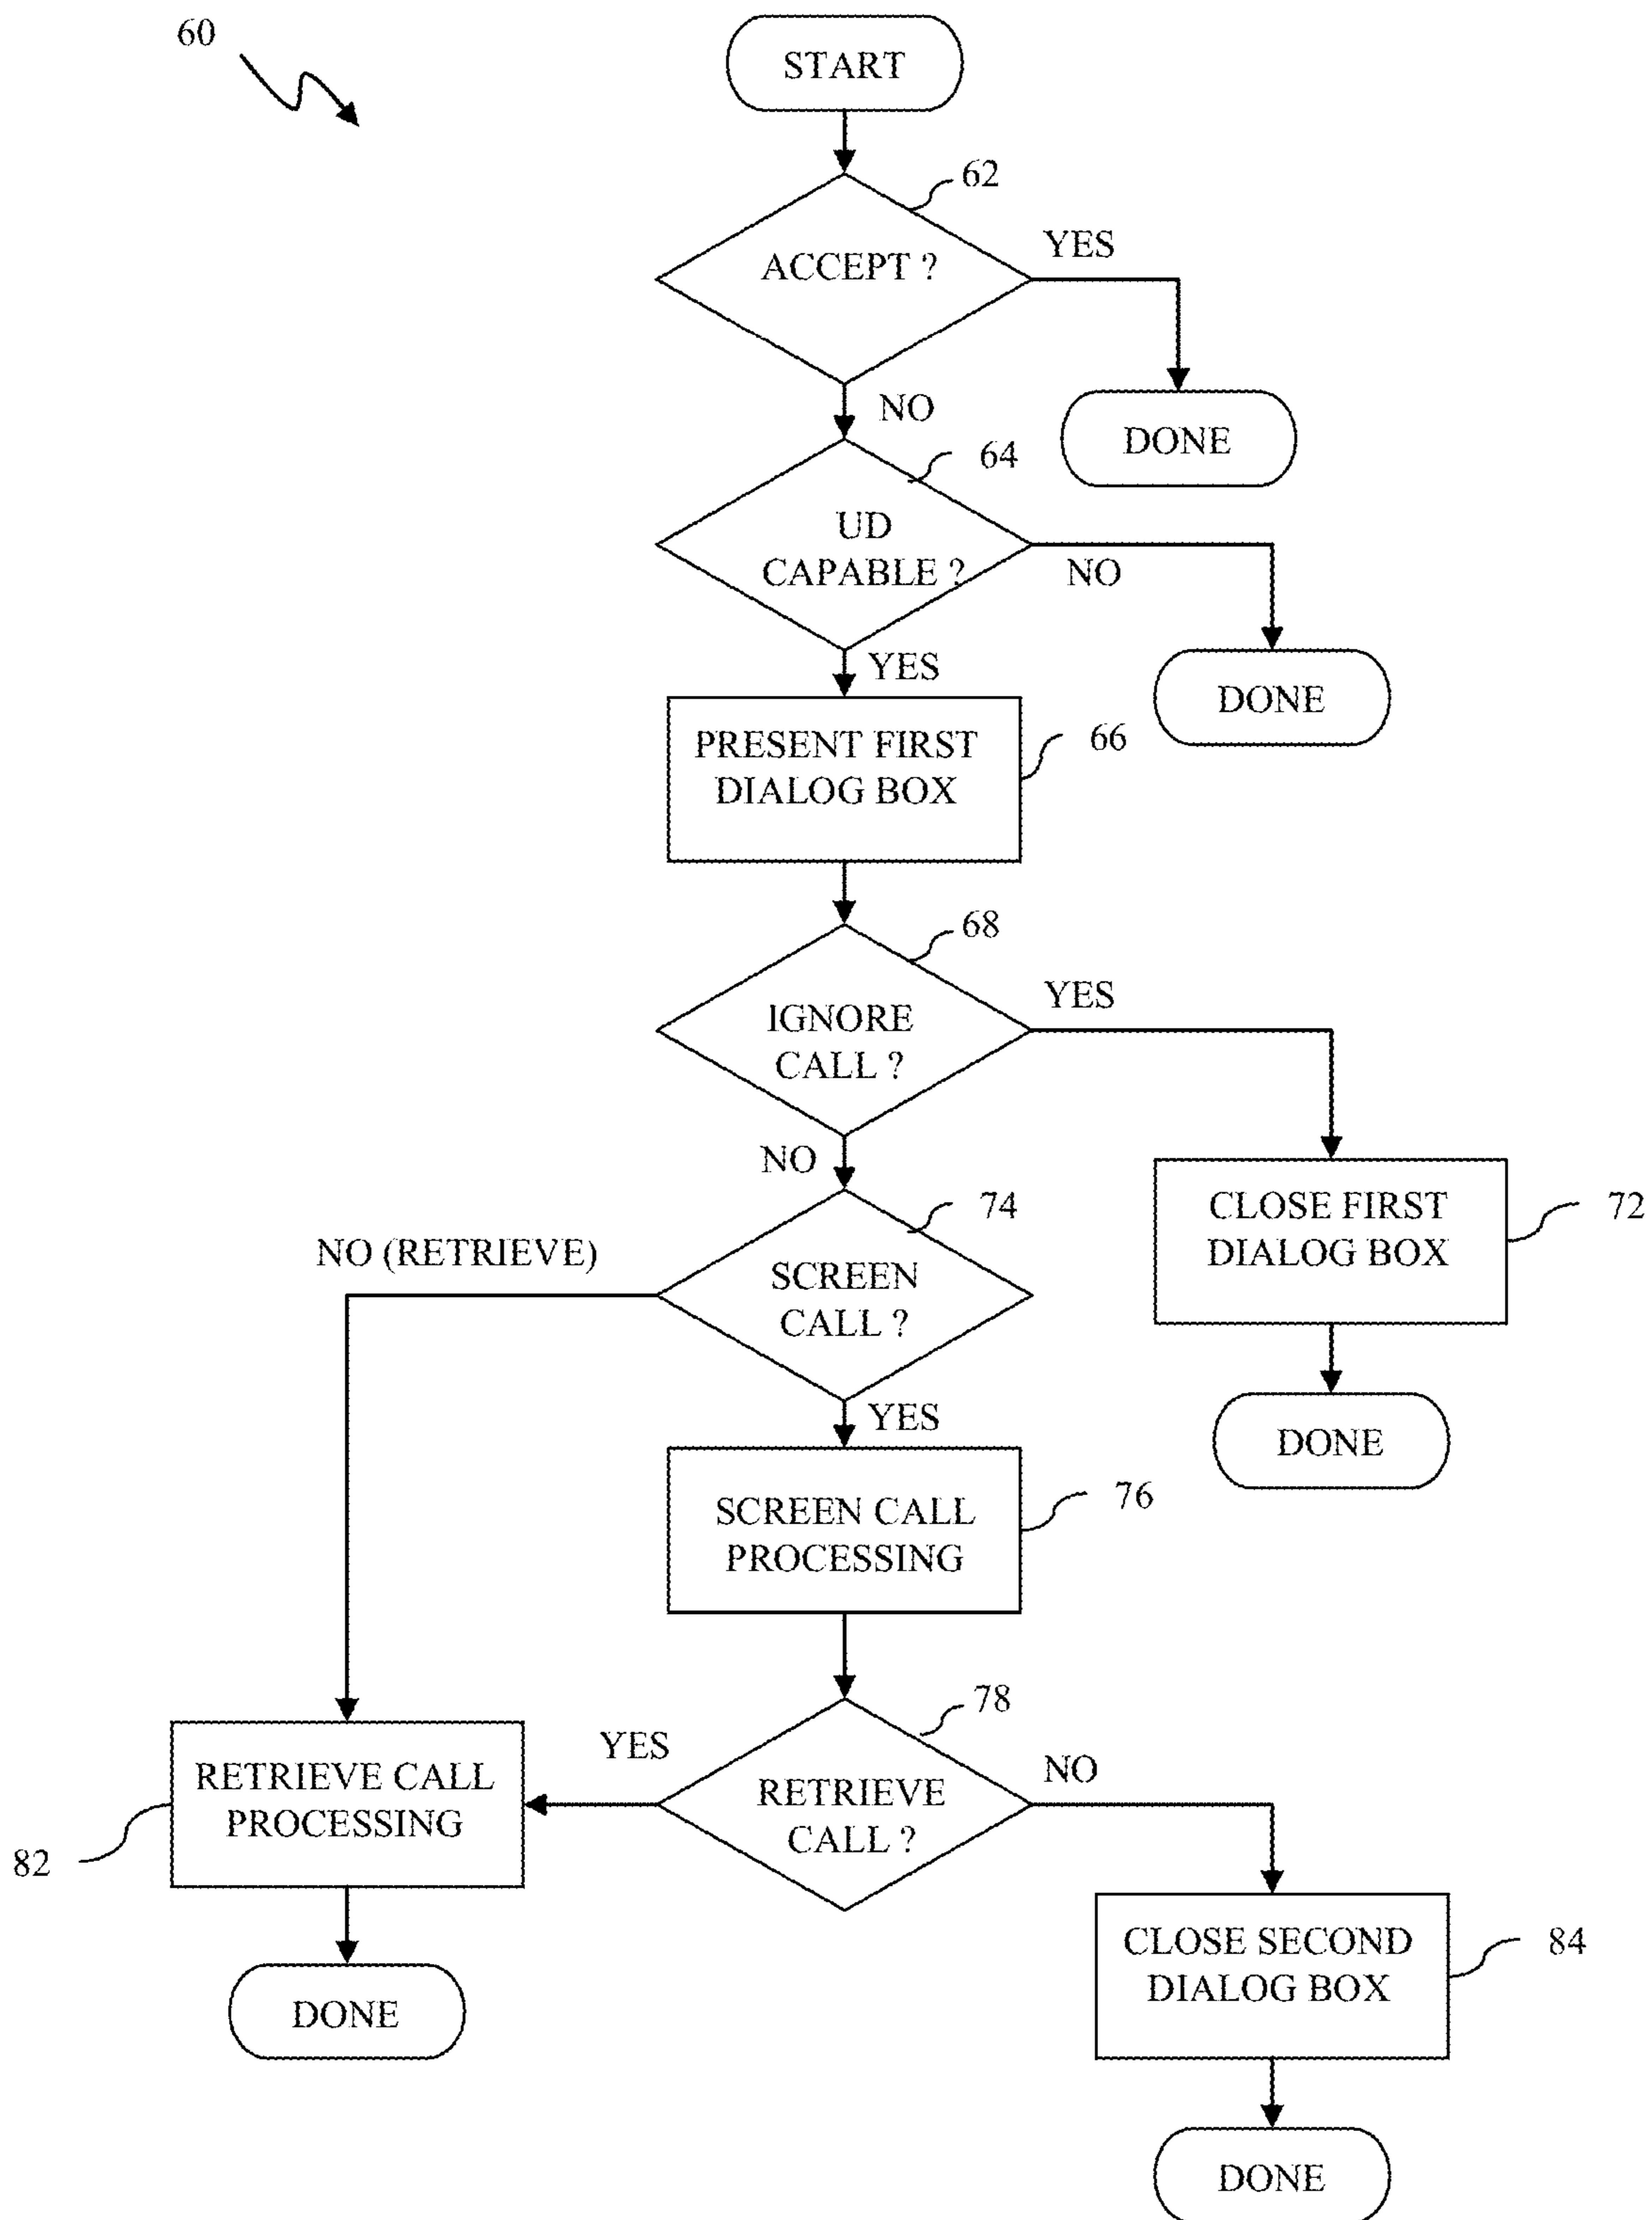 60
START
62
ACCEPT ?
YES
NO
DONE
64
UD
CAPABLE ?
NO
YES
DONE
PRESENT FIRST
DIALOG BOX
66
68
IGNORE
CALL ?
YES
NO
CLOSE FIRST
DIALOG BOX
72
DONE
74
NO (RETRIEVE)
SCREEN
CALL ?
YES
SCREEN CALL
PROCESSING
76
78
RETRIEVE
CALL ?
YES
NO
RETRIEVE CALL
PROCESSING
82
DONE
CLOSE SECOND
DIALOG BOX
84
DONE